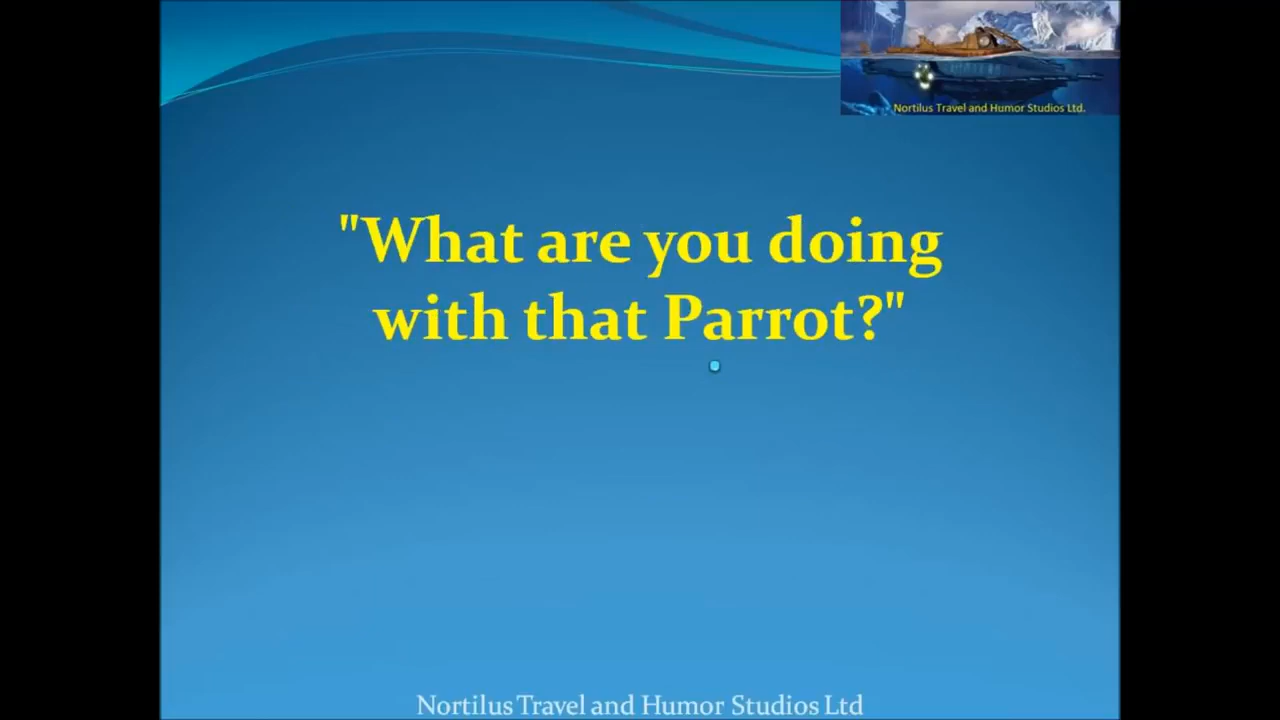 Nortilus Travel and Humor Studios Ltd.
"What are you doing
with that Parrot?"
Nortilus Travel and Humor Studios Ltd